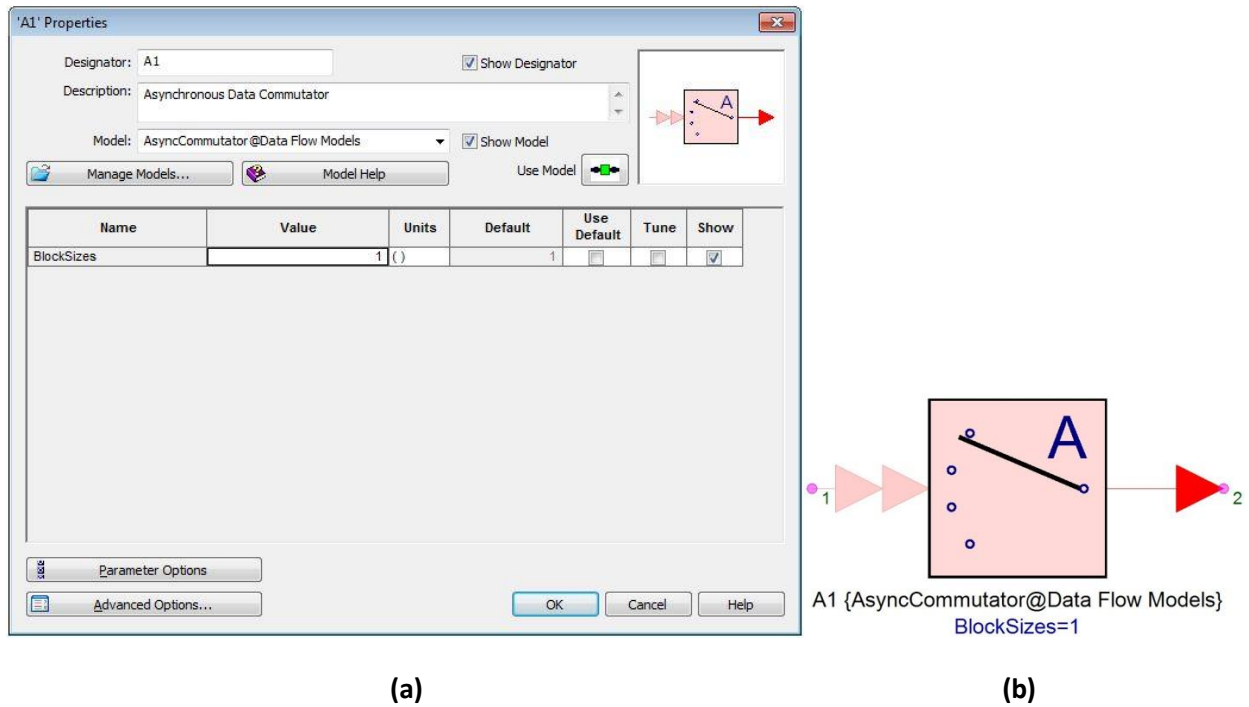 'A1' Properties
Designator: A1
Show Designator
Description: Asynchronous Data Commutator
A
Model: AsyncCommutator@Data Flow Models
Show Model
Manage Models...
Model Help
Use Model
Name Value Units Default Use Default Tune Show
BlockSizes 1 () 1
Parameter Options
Advanced Options...
OK Cancel Help
A
1
2
A1 {AsyncCommutator@Data Flow Models}
BlockSizes=1
(a)
(b)